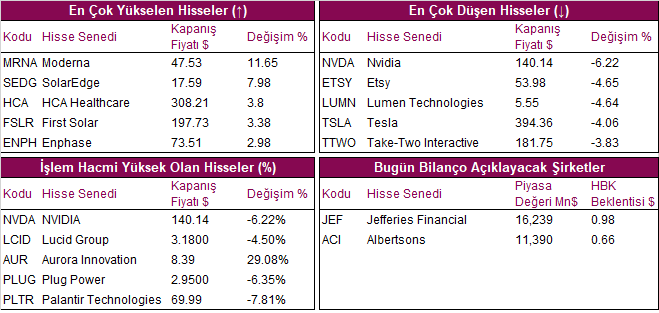 En Çok Yükselen Hisseler (↑)
Kodu Hisse Senedi Kapanış Fiyatı $ Değişim %
MRNA Moderna 47.53 11.65
SEDG SolarEdge 17.59 7.98
HCA HCA Healthcare 308.21 3.8
FSLR First Solar 197.73 3.38
ENPH Enphase 73.51 2.98
En Çok Düşen Hisseler (↓)
Kodu Hisse Senedi Kapanış Fiyatı $ Değişim %
NVDA Nvidia 140.14 -6.22
ETSY Etsy 53.98 -4.65
LUMN Lumen Technologies 5.55 -4.64
TSLA Tesla 394.36 -4.06
TTWO Take-Two Interactive 181.75 -3.83
İşlem Hacmi Yüksek Olan Hisseler (%)
Kodu Hisse Senedi Kapanış Fiyatı $ Değişim %
NVDA NVIDIA 140.14 -6.22%
LCID Lucid Group 3.1800 -4.50%
AUR Aurora Innovation 8.39 29.08%
PLUG Plug Power 2.9500 -6.35%
PLTR Palantir Technologies 69.99 -7.81%
Bugün Bilanço Açıklayacak Şirketler
Kodu Hisse Senedi Piyasa Değeri Mn$ HBK Beklentisi $
JEF Jefferies Financial 16,239 0.98
ACI Albertsons 11,390 0.66